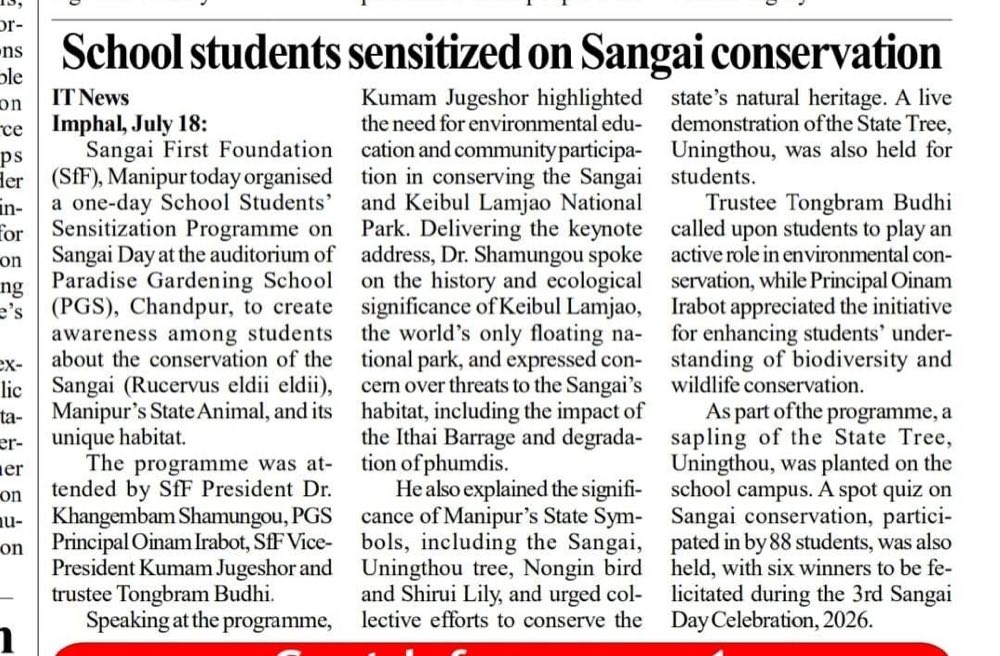 School students sensitized on Sangai conservation
IT News
Imphal, July 18:
Sangai First Foundation
(SfF), Manipur today organised
a one-day School Students'
Sensitization Programme on
Sangai Day at the auditorium of
Paradise Gardening School
(PGS), Chandpur, to create
awareness among students
about the conservation of the
Sangai (Rucervus eldii eldii),
Manipur's State Animal, and its
unique habitat.
The programme was at-
tended by SfF President Dr.
Khangembam Shamungou, PGS
Principal Oinam Irabot, SfF Vice-
President Kumam Jugeshor and
trustee Tongbram Budhi.
Speaking at the programme,
Kumam Jugeshor highlighted
the need for environmental edu-
cation and community participa-
tion in conserving the Sangai
and Keibul Lamjao National
Park. Delivering the keynote
address, Dr. Shamungou spoke
on the history and ecological
significance of Keibul Lamjao,
the world's only floating na-
tional park, and expressed con-
cern over threats to the Sangai's
habitat, including the impact of
the Ithai Barrage and degrada-
tion of phumdis.
He also explained the signifi-
cance of Manipur's State Sym-
bols, including the Sangai,
Uningthou tree, Nongin bird
and Shirui Lily, and urged col-
lective efforts to conserve the
state's natural heritage. A live
demonstration of the State Tree,
Uningthou, was also held for
students.
Trustee Tongbram Budhi
called upon students to play an
active role in environmental con-
servation, while Principal Oinam
Irabot appreciated the initiative
for enhancing students' under-
standing of biodiversity and
wildlife conservation.
As part of the programme, a
sapling of the State Tree,
Uningthou, was planted on the
school campus. A spot quiz on
Sangai conservation, partici-
pated in by 88 students, was also
held, with six winners to be fe-
licitated during the 3rd Sangai
Day Celebration, 2026.